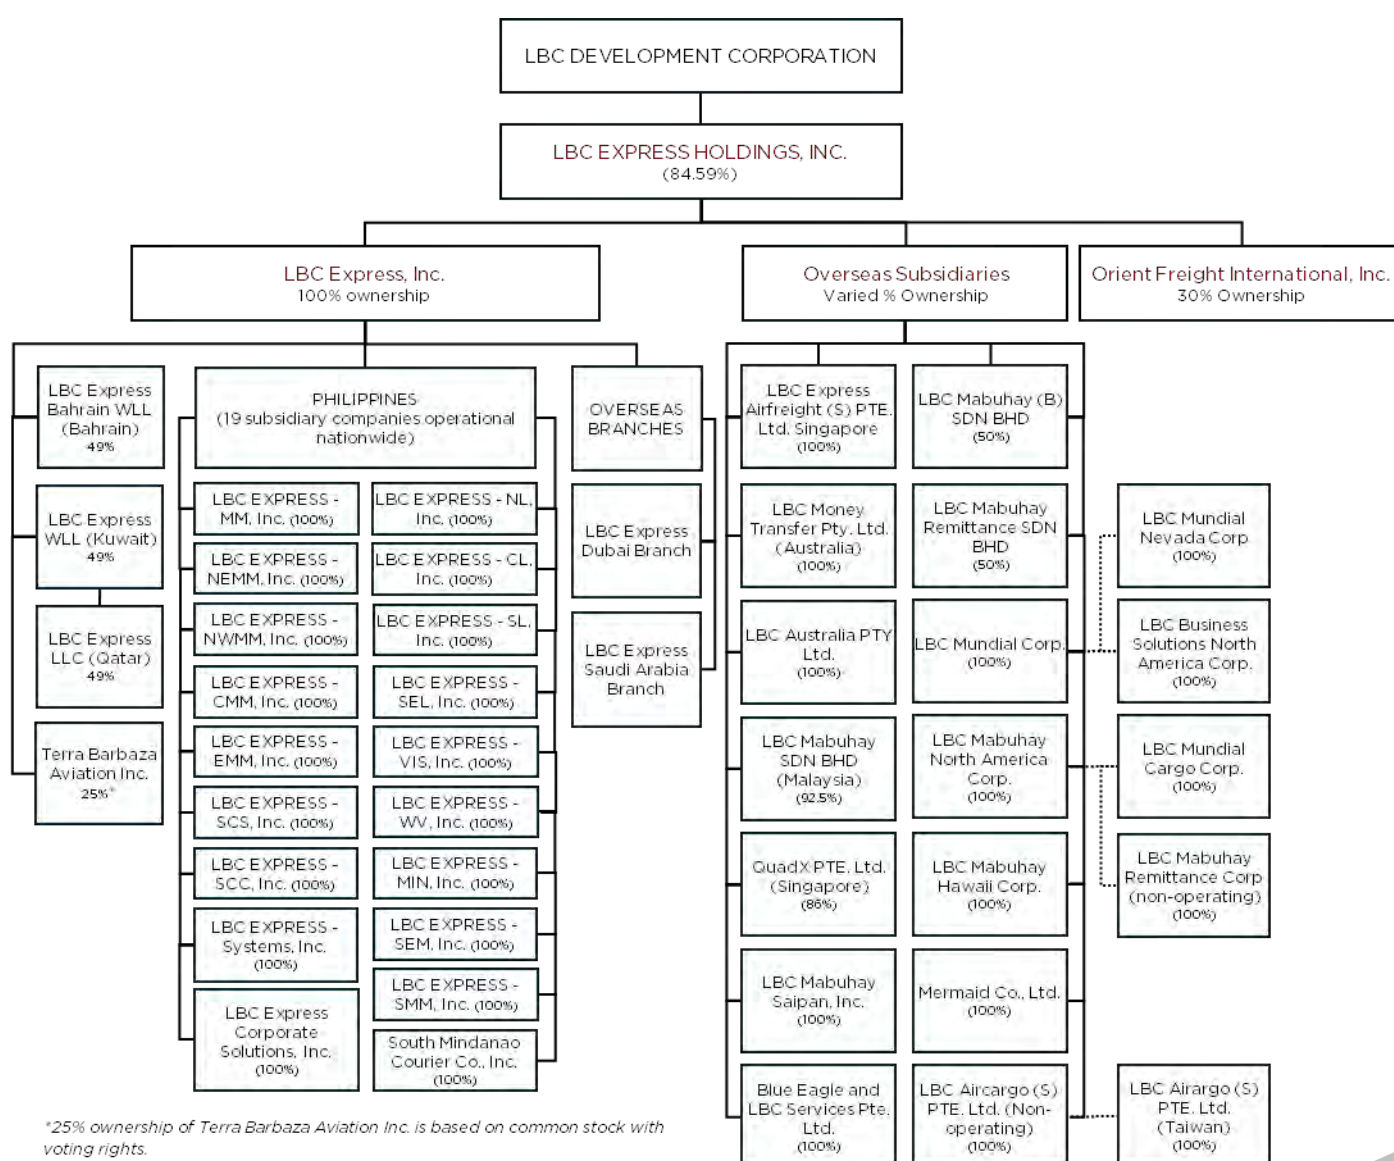 LBC DEVELOPMENT CORPORATION
LBC EXPRESS HOLDINGS, INC.
(84.59%)
LBC Express, Inc.
100% ownership
Overseas Subsidiaries
Varied % Ownership
Orient Freight International, Inc.
30% Ownership
LBC Express
Bahrain WLL
(Bahrain)
49%
LBC Express
WLL (Kuwait)
49%
LBC Express
LLC (Qatar)
49%
Terra Barbaza
Aviation Inc.
25%*
PHILIPPINES
(19 subsidiary companies operational
nationwide)
LBC EXPRESS -
MM, Inc. (100%)
LBC EXPRESS -
NEMM, Inc. (100%)
LBC EXPRESS -
NWMM, Inc. (100%)
LBC EXPRESS -
CMM, Inc. (100%)
LBC EXPRESS -
EMM, Inc. (100%)
LBC EXPRESS -
SCS, Inc. (100%)
LBC EXPRESS -
SCC, Inc. (100%)
LBC EXPRESS -
Systems, Inc.
(100%)
LBC Express
Corporate
Solutions, Inc.
(100%)
LBC EXPRESS - NL,
Inc. (100%)
LBC EXPRESS - CL,
Inc. (100%)
LBC EXPRESS - SL,
Inc. (100%)
LBC EXPRESS -
SEL, Inc. (100%)
LBC EXPRESS -
VIS, Inc. (100%)
LBC EXPRESS -
WV, Inc. (100%)
LBC EXPRESS -
MIN, Inc. (100%)
LBC EXPRESS -
SEM, Inc. (100%)
LBC EXPRESS -
SMM, Inc. (100%)
South Mindanao
Courier Co., Inc.
(100%)
OVERSEAS
BRANCHES
LBC Express
Dubai Branch
LBC Express
Saudi Arabia
Branch
LBC Express
Airfreight (S) PTE.
Ltd. Singapore
(100%)
LBC Money
Transfer Pty. Ltd.
(Australia)
(100%)
LBC Australia PTY
Ltd.
(100%)
LBC Mabuhay
SDN BHD
(Malaysia)
(92.5%)
QuadX PTE. Ltd.
(Singapore)
(86%)
LBC Mabuhay
Saipan, Inc.
(100%)
Blue Eagle and
LBC Services Pte.
Ltd.
(100%)
LBC Mabuhay (B)
SDN BHD
(50%)
LBC Mabuhay
Remittance SDN
BHD
(50%)
LBC Mundial Corp.
(100%)
LBC Mabuhay
North America
Corp.
(100%)
LBC Mabuhay
Hawaii Corp.
(100%)
Mermaid Co., Ltd.
(100%)
LBC Aircargo (S)
PTE. Ltd. (Non-
operating)
(100%)
LBC Mundial
Nevada Corp
(100%)
LBC Business
Solutions North
America Corp.
(100%)
LBC Mundial
Cargo Corp.
(100%)
LBC Mabuhay
Remittance Corp
(non-operating)
(100%)
LBC Airargo (S)
PTE. Ltd.
(Taiwan)
(100%)
*25% ownership of Terra Barbaza Aviation Inc. is based on common stock with
voting rights.